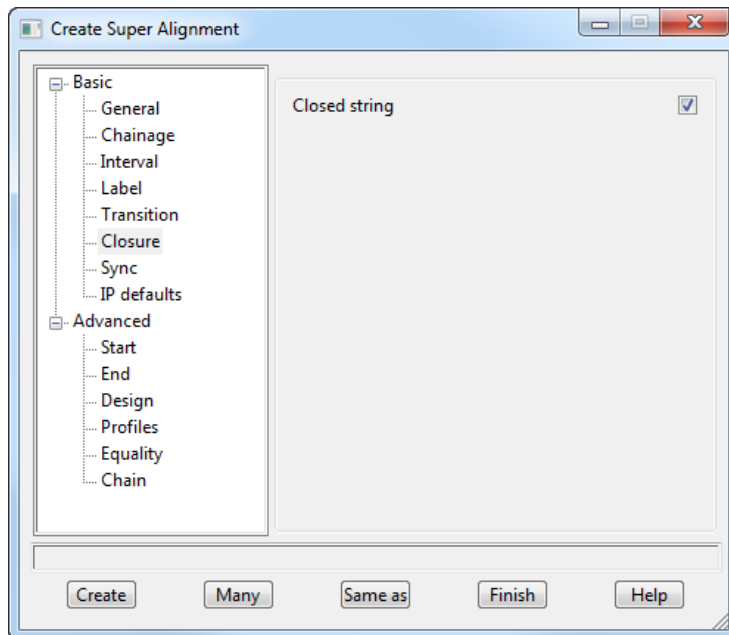 Create Super Alignment
Basic
General
Closed string
Chainage
Interval
Label
Transition
Closure
Sync
IP defaults
Advanced
Start
End
Design
Profiles
Equality
Chain
Create Many Same as Finish Help